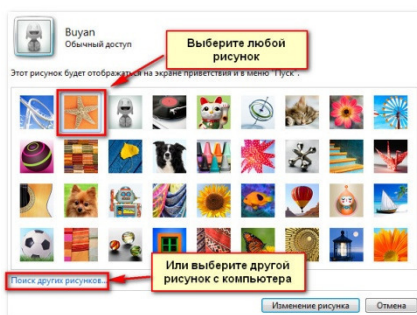 Buyan
Обычный доступ
Выберите любой
рисунок
Этот рисунок будет отображаться на экране приветствия и в меню "Пуск".
Или выберите другой
рисунок с компьютера
Поиск других рисунков...
Изменение рисунка
Отмена